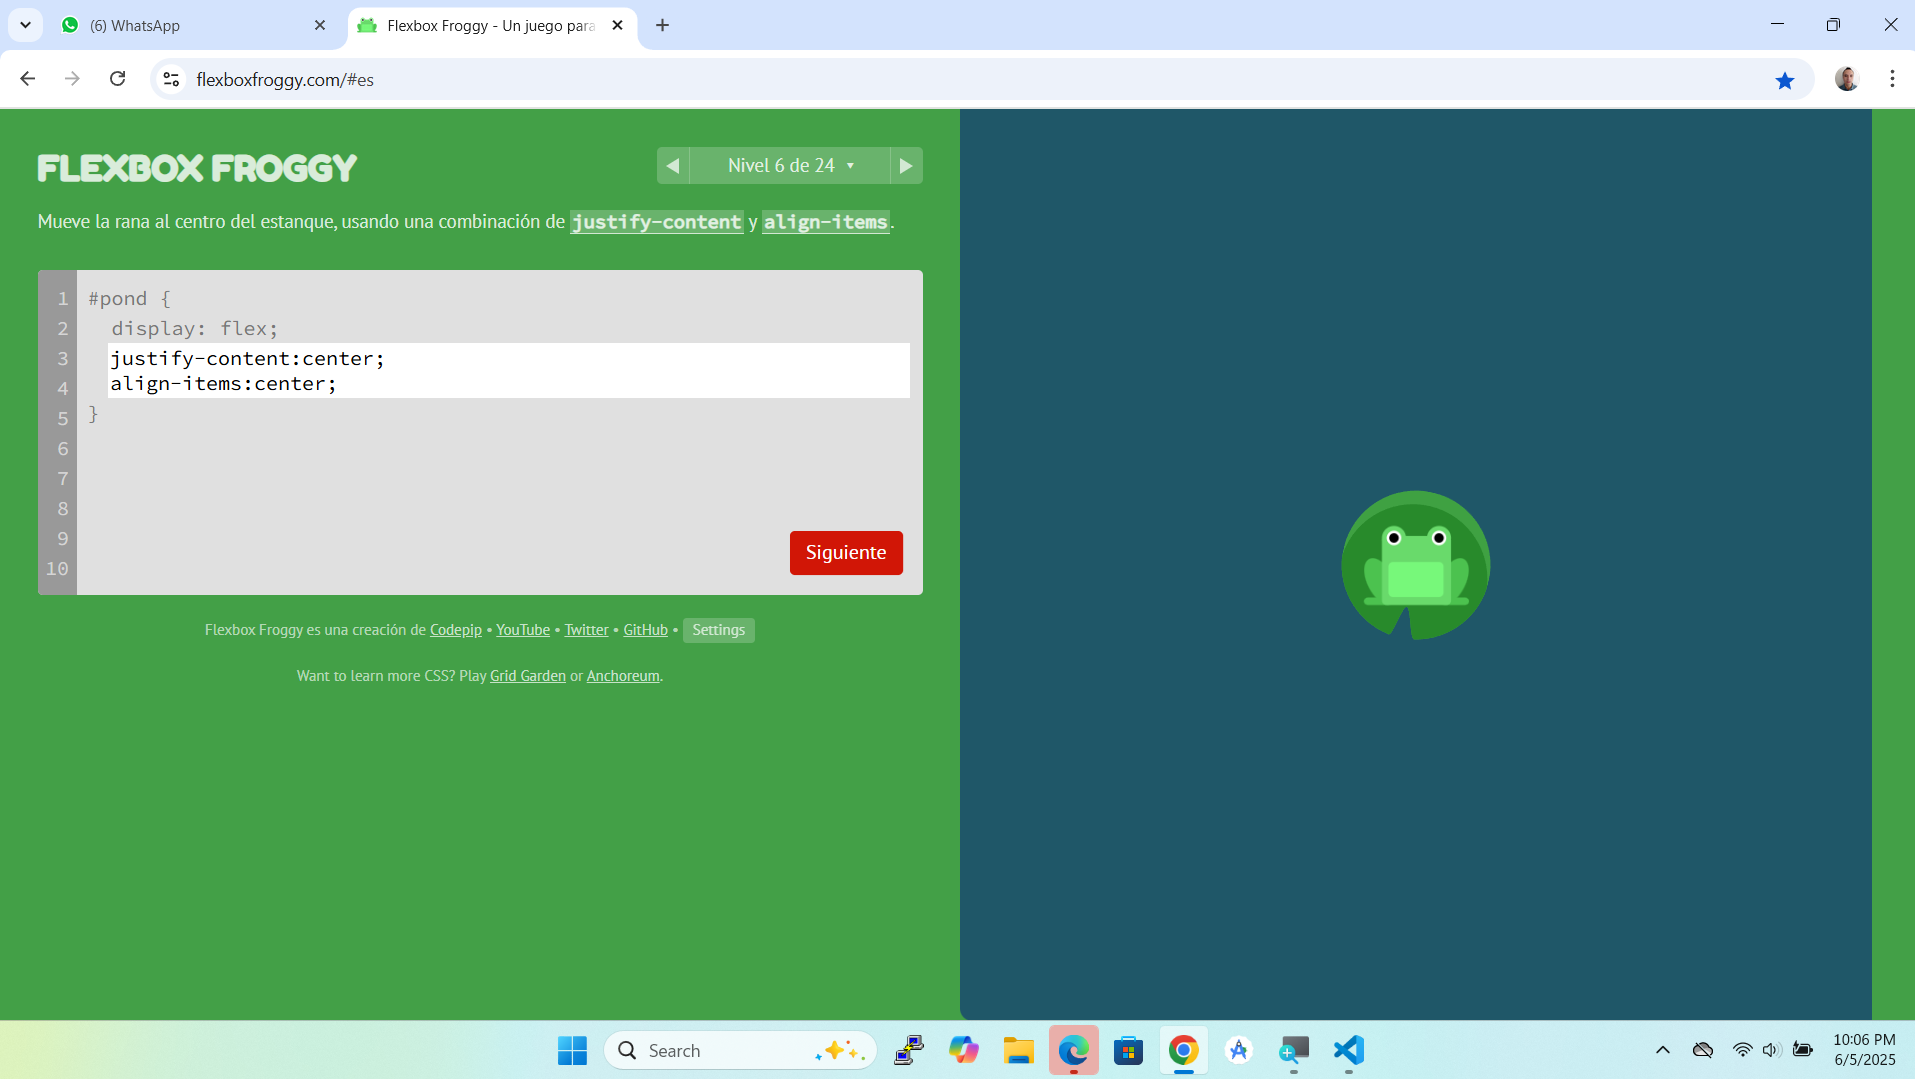 (6) WhatsApp
Flexbox Froggy - Un juego para
flexboxfroggy.com/#es
FLEXBOX FROGGY
Nivel 6 de 24
Mueve la rana al centro del estanque, usando una combinación de justify-content y align-items.
1 #pond {
2 display: flex;
3 justify-content:center;
4 align-items:center;
5 }
6
7
8
9
10
Siguiente
Flexbox Froggy es una creación de Codepip • YouTube • Twitter • GitHub • Settings
Want to learn more CSS? Play Grid Garden or Anchoreum.
Search
10:06 PM
6/5/2025